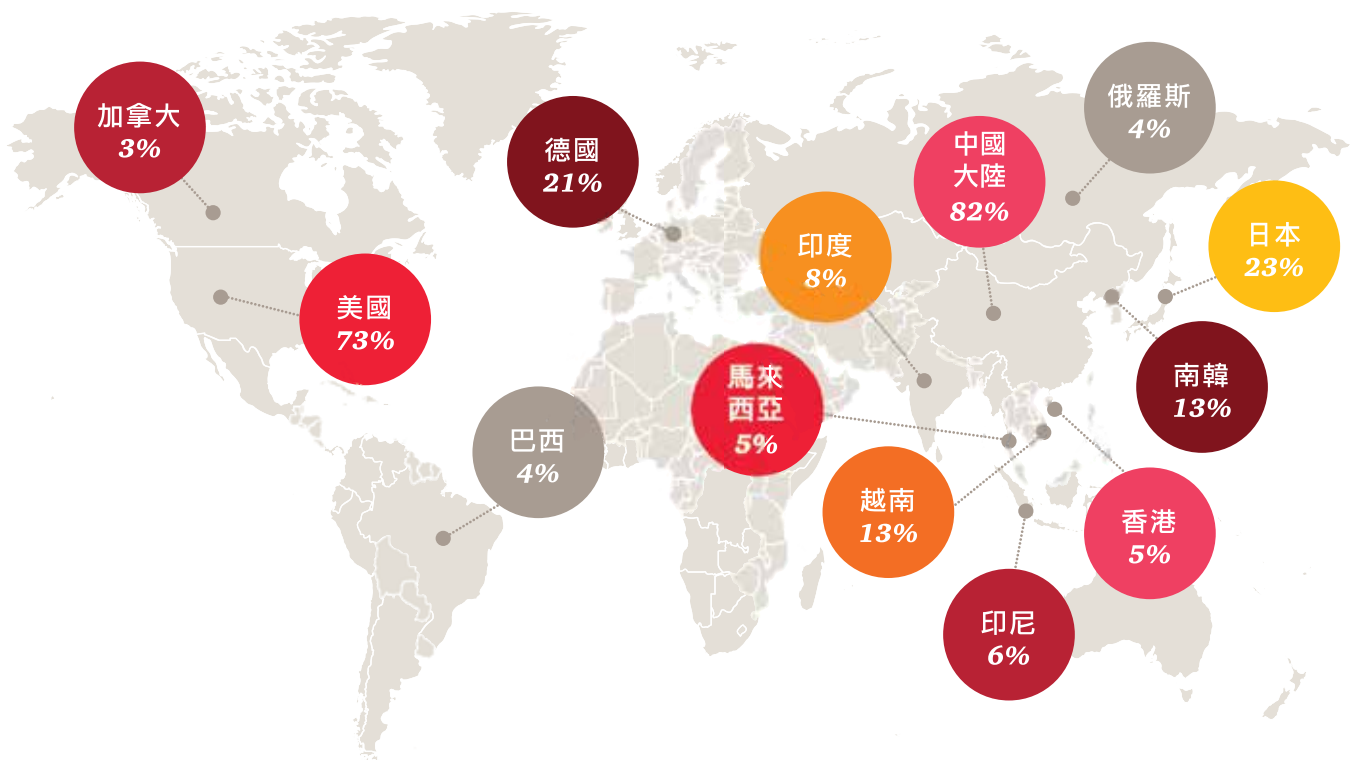 加拿大
3%
美國
73%
巴西
4%
德國
21%
印度
8%
馬來
西亞
5%
越南
13%
中國
大陸
82%
俄羅斯
4%
日本
23%
南韓
13%
香港
5%
印尼
6%